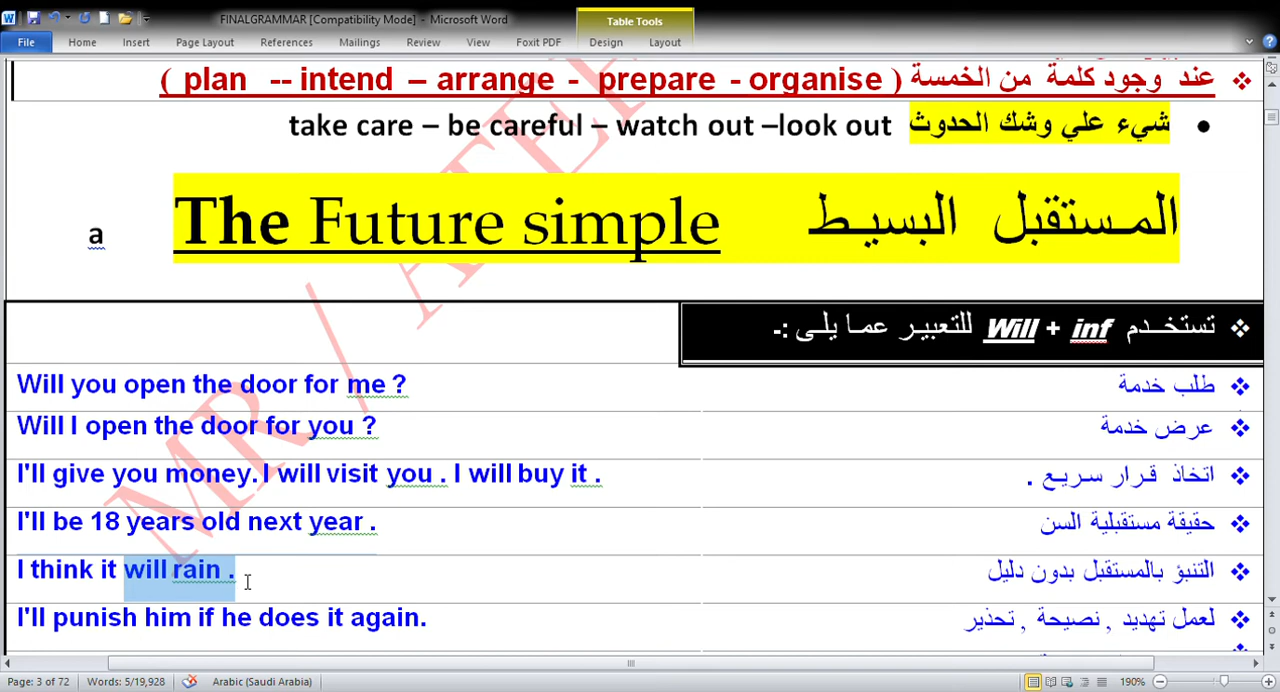 FINALGRAMMAR [Compatibility Mode] - Microsoft Word
Table Tools
File Home Insert Page Layout References Mailings Review View Foxit PDF Design Layout
عند وجود كلمة من الخمسة ( plan -- intend – arrange - prepare - organise )
شيء علي وشك الحدوث take care – be careful – watch out –look out
a The Future simple المستقبل البسيط
تستخدم Will + inf للتعبير عما يلى :-
Will you open the door for me ? طلب خدمة
Will I open the door for you ? عرض خدمة
I'll give you money. I will visit you . I will buy it . اتخاذ قرار سريع .
I'll be 18 years old next year . حقيقة مستقبلية السن
I think it will rain . التنبؤ بالمستقبل بدون دليل
I'll punish him if he does it again. لعمل تهديد , نصيحة , تحذير
MR / ATEF
Page: 3 of 72 Words: 5/19,928 Arabic (Saudi Arabia) 190%